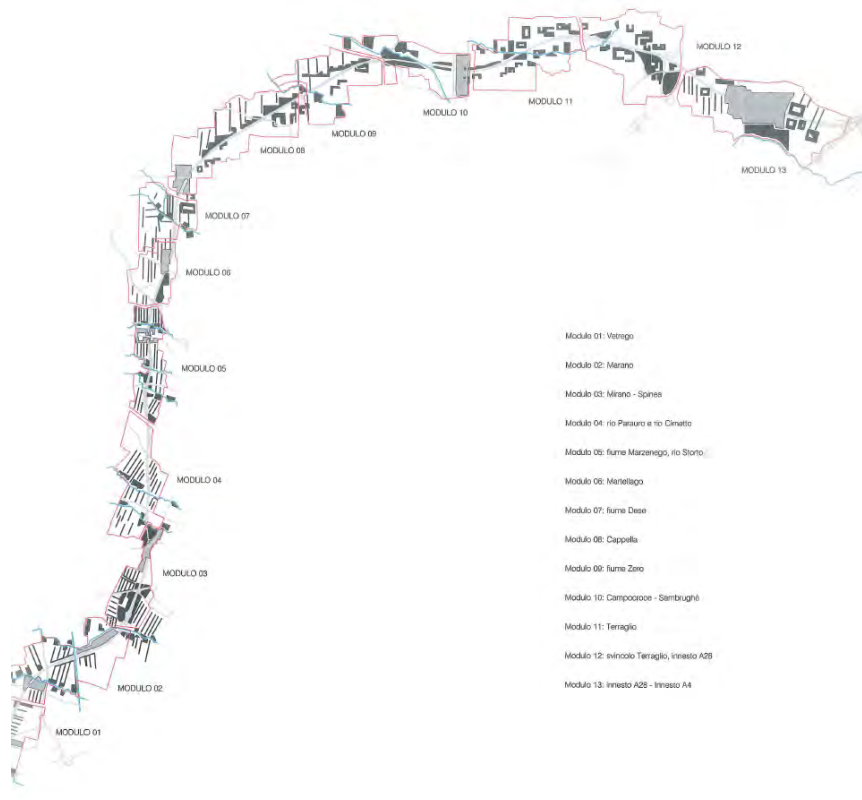 MODULO 12
MODULO 11
MODULO 10
MODULO 09
MODULO 08
MODULO 13
MODULO 07
MODULO 06
MODULO 05
MODULO 04
MODULO 03
MODULO 02
MODULO 01
Modulo 01: Vetrego
Modulo 02: Marano
Modulo 03: Mirano - Spinea
Modulo 04: rio Parauro e rio Cimetto
Modulo 05: fiume Marzenego, rio Storto
Modulo 06: Martellago
Modulo 07: fiume Dese
Modulo 08: Cappella
Modulo 09: fiume Zero
Modulo 10: Campocroce - Sambrughè
Modulo 11: Terraglio
Modulo 12: svincolo Terraglio, innesto A28
Modulo 13: innesto A28 - Innesto A4